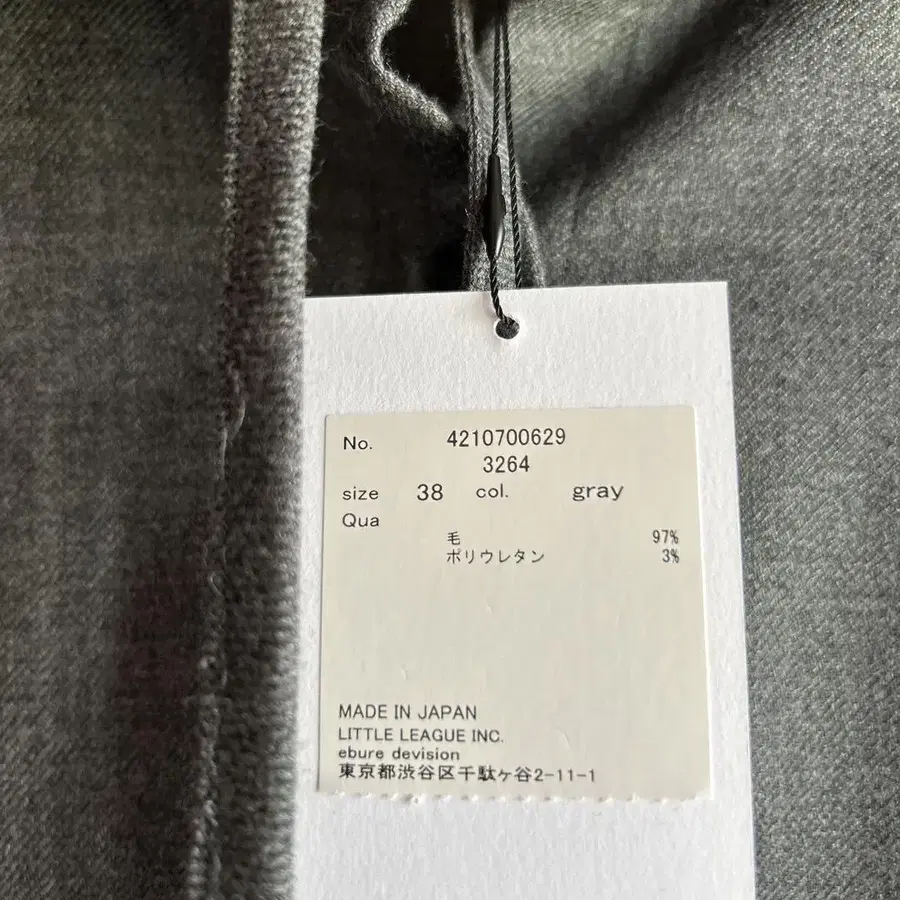 No. 4210700629
3264
size 38 col. gray
Qua
毛 97%
ポリウレタン 3%
MADE IN JAPAN
LITTLE LEAGUE INC.
ebure devision
東京都渋谷区千駄ヶ谷2-11-1